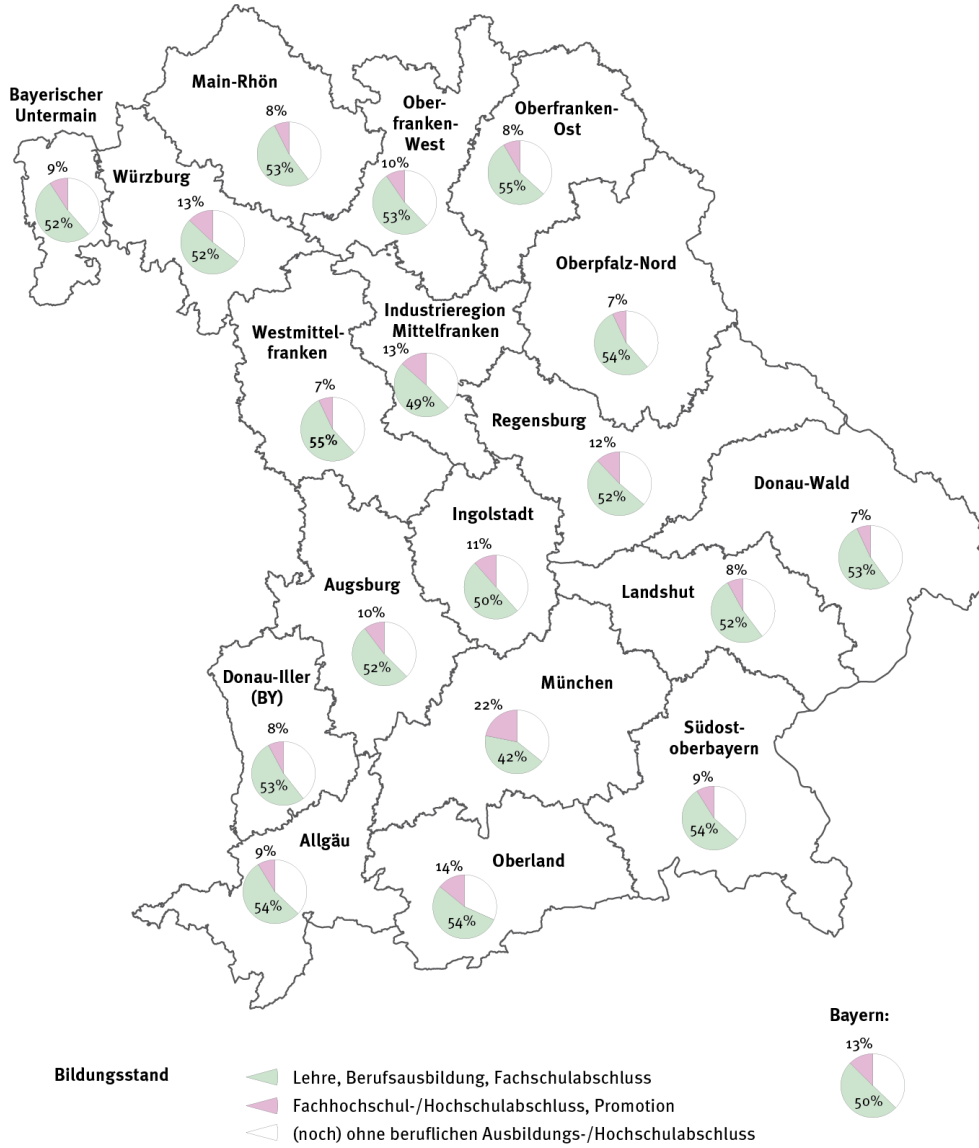 Main-Rhön
8%
53%
Bayerischer
Untermain
9%
52%
Würzburg
13%
52%
Ober-
franken-
West
10%
53%
Oberfranken-
Ost
8%
55%
Oberpfalz-Nord
7%
54%
Westmittel-
franken
7%
55%
Industrieregion
Mittelfranken
13%
49%
Regensburg
12%
52%
Donau-Wald
7%
53%
Ingolstadt
11%
50%
Augsburg
10%
52%
Landshut
8%
52%
Donau-Iller
(BY)
8%
53%
München
22%
42%
Südost-
oberbayern
9%
54%
Allgäu
9%
54%
Oberland
14%
54%
Bayern:
13%
50%
Bildungsstand
Lehre, Berufsausbildung, Fachschulabschluss
Fachhochschul-/Hochschulabschluss, Promotion
(noch) ohne beruflichen Ausbildungs-/Hochschulabschluss